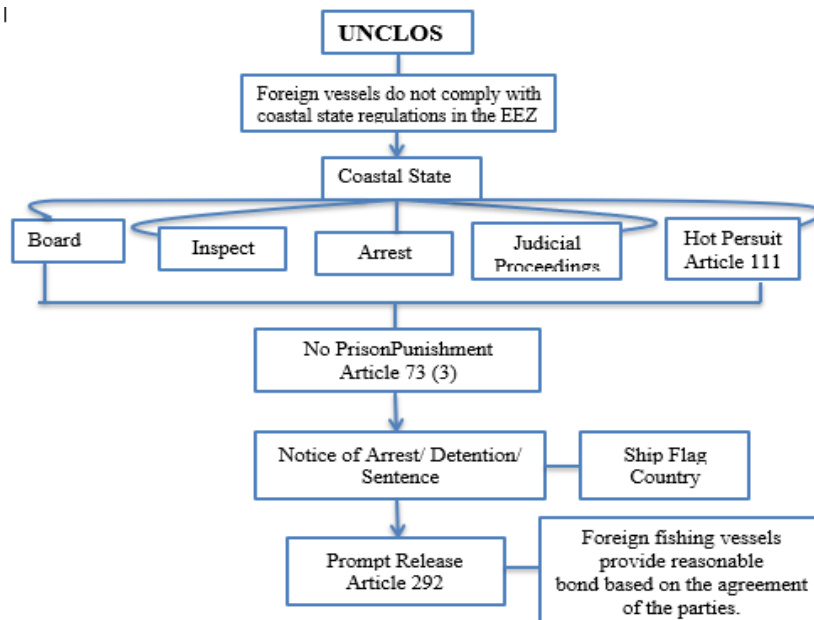 l
UNCLOS
Foreign vessels do not comply with
coastal state regulations in the EEZ
Coastal State
Board
Inspect
Arrest
Judicial
Proceedings
Hot Persuit
Article 111
No PrisonPunishment
Article 73 (3)
Notice of Arrest/ Detention/
Sentence
Ship Flag
Country
Prompt Release
Article 292
Foreign fishing vessels
provide reasonable
bond based on the agreement
of the parties.